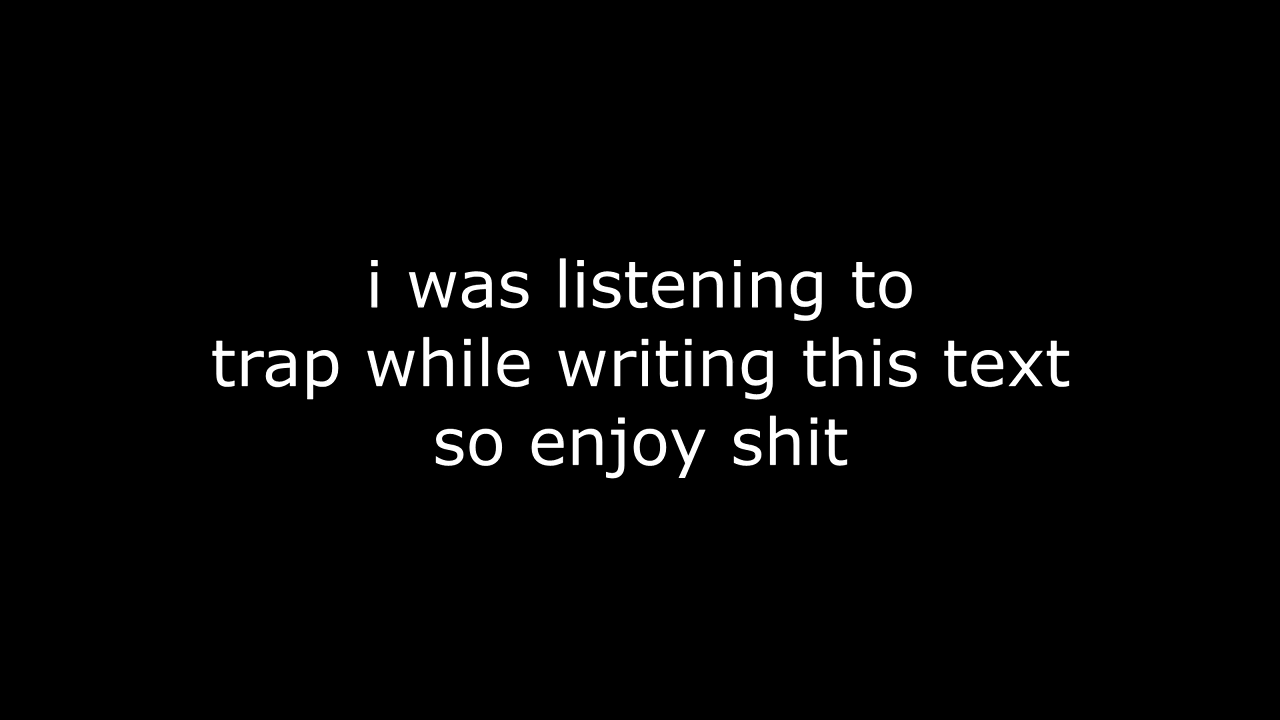 i was listening to
trap while writing this text
so enjoy shit